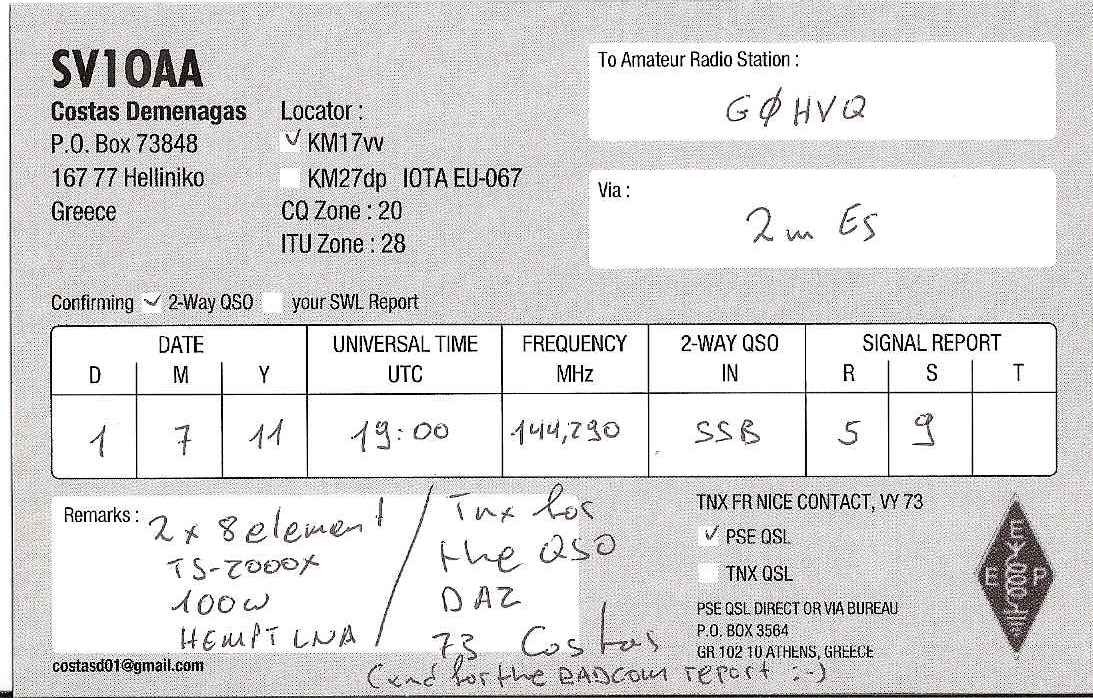 SV1OAA
Costas Demenagas
P.O. Box 73848
167 77 Helliniko
Greece
Locator :
✓ KM17vv
KM27dp IOTA EU-067
CQ Zone : 20
ITU Zone : 28
To Amateur Radio Station :
GØHVQ
Via :
2m Es
Confirming ✓ 2-Way QSO your SWL Report
DATE UNIVERSAL TIME FREQUENCY 2-WAY QSO SIGNAL REPORT
D M Y UTC MHz IN R S T
1 7 11 19:00 144,290 SSB 5 9
Remarks : 2 x 8 element
TS-2000X
100W
HEMPT LNA
/ Tnx for
the QSO
DAZ
73 Costas
(and for the RADCOM report :-)
TNX FR NICE CONTACT, VY 73
✓ PSE QSL
TNX QSL
PSE QSL DIRECT OR VIA BUREAU
P.O. BOX 3564
GR 102 10 ATHENS, GREECE
costasd01@gmail.com